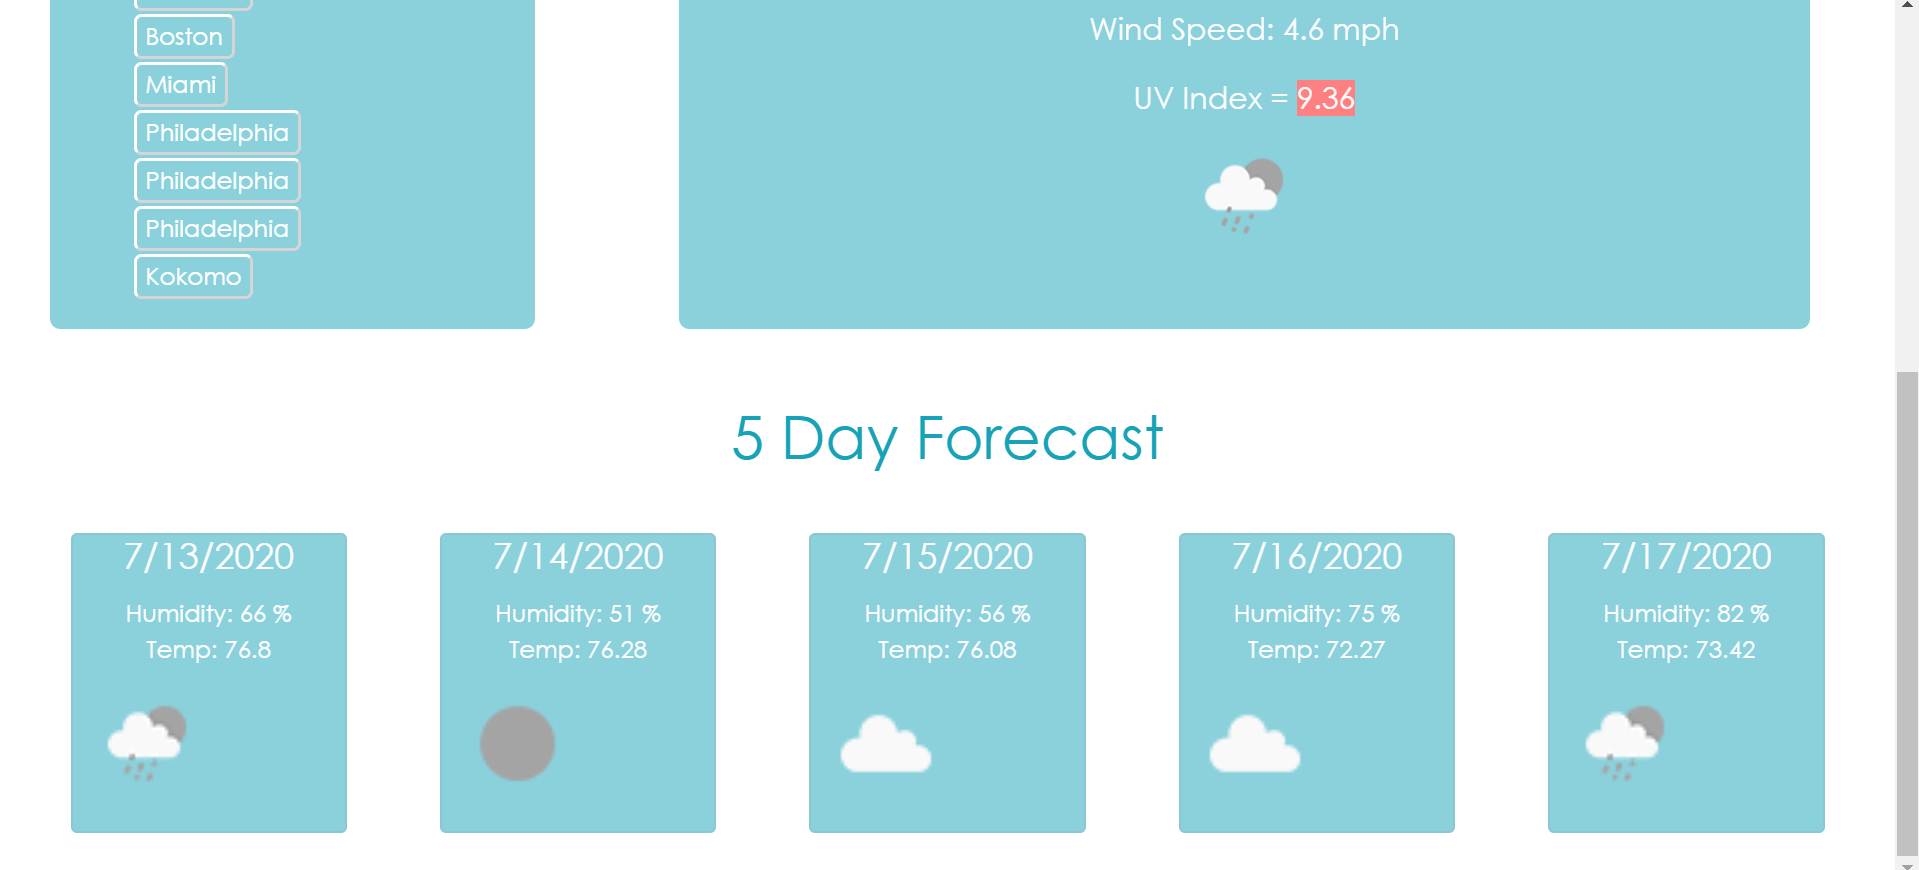 Boston
Miami
Philadelphia
Philadelphia
Philadelphia
Kokomo
Wind Speed: 4.6 mph
UV Index = 9.36
5 Day Forecast
7/13/2020
Humidity: 66 %
Temp: 76.8
7/14/2020
Humidity: 51 %
Temp: 76.28
7/15/2020
Humidity: 56 %
Temp: 76.08
7/16/2020
Humidity: 75 %
Temp: 72.27
7/17/2020
Humidity: 82 %
Temp: 73.42